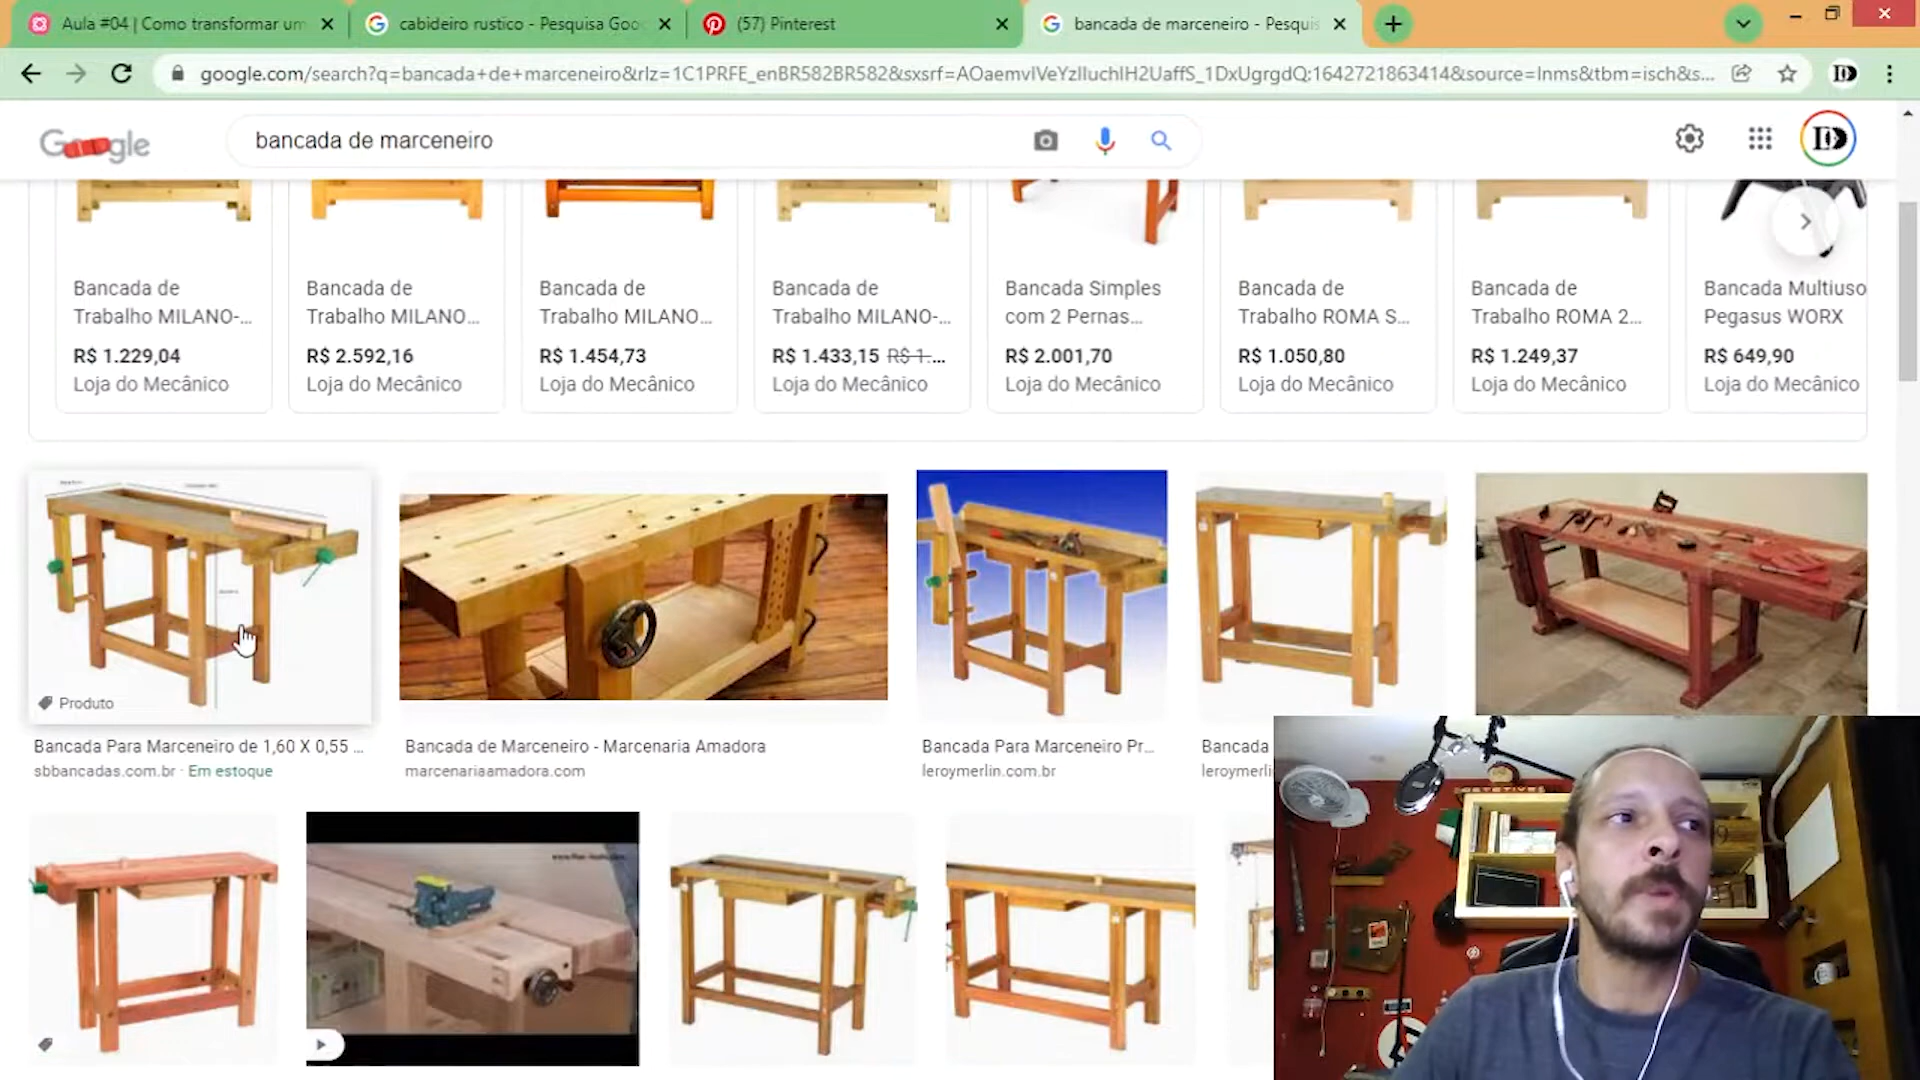 Aula #04 | Como transformar um
cabideiro rustico - Pesquisa Goo
(57) Pinterest
bancada de marceneiro - Pesquis
google.com/search?q=bancada+de+marceneiro&rlz=1C1PRFE_enBR582BR582&sxsrf=AOaemvIVeYzIluchIH2UaffS_1DxUgrgdQ:1642721863414&source=lnms&tbm=isch&s...
Google
bancada de marceneiro
Bancada de
Trabalho MILANO-...
R$ 1.229,04
Loja do Mecânico
Bancada de
Trabalho MILANO...
R$ 2.592,16
Loja do Mecânico
Bancada de
Trabalho MILANO...
R$ 1.454,73
Loja do Mecânico
Bancada de
Trabalho MILANO-...
R$ 1.433,15 R$ 1....
Loja do Mecânico
Bancada Simples
com 2 Pernas...
R$ 2.001,70
Loja do Mecânico
Bancada de
Trabalho ROMA S...
R$ 1.050,80
Loja do Mecânico
Bancada de
Trabalho ROMA 2...
R$ 1.249,37
Loja do Mecânico
Bancada Multiuso
Pegasus WORX
R$ 649,90
Loja do Mecânico
Produto
Bancada Para Marceneiro de 1,60 X 0,55 ...
sbbancadas.com.br · Em estoque
Bancada de Marceneiro - Marcenaria Amadora
marcenariaamadora.com
Bancada Para Marceneiro Pr...
leroymerlin.com.br
Bancada
leroymerli